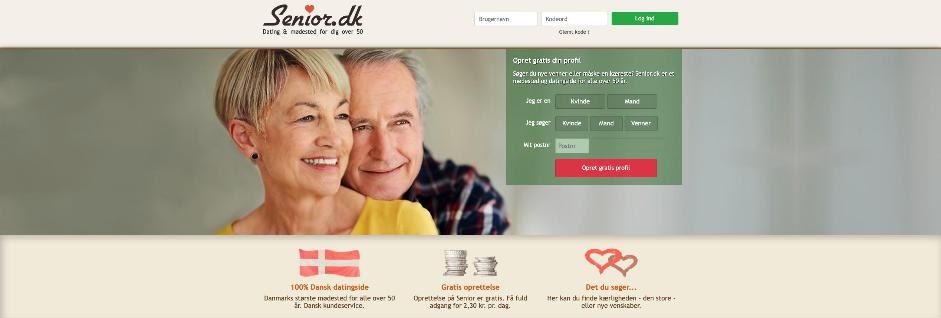 Senior.dk
Dating & mødested for dig over 50
Brugernavn
Kodeord
Log ind
Glemt kode?
Opret gratis din profil
Søger du nye venner eller måske en kæreste? Senior.dk er et
mødested og datingside for alle over 50 år.
Jeg er en
Kvinde
Mand
Jeg søger
Kvinde
Mand
Venner
Mit postnr
Postnr
Opret gratis profil
100% Dansk datingside
Danmarks største mødested for alle over 50
år. Dansk kundeservice.
Gratis oprettelse
Oprettelse på Senior er gratis. Få fuld
adgang for 2,30 kr. pr. dag.
Det du søger...
Her kan du finde kærligheden - den store -
eller nye venskaber.